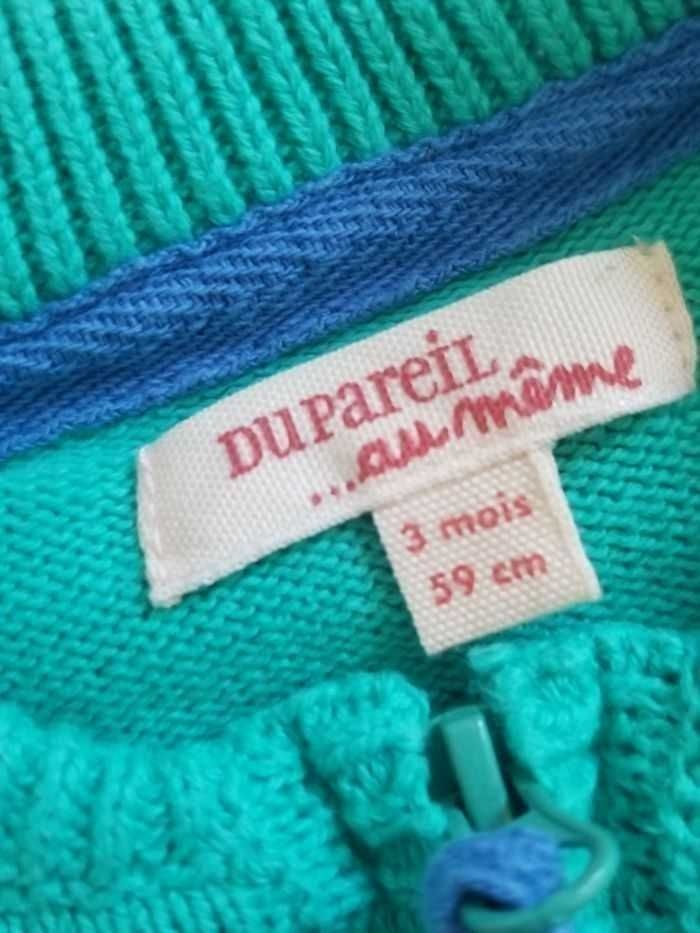 DUPareiL
...au même
3 mois
59 cm